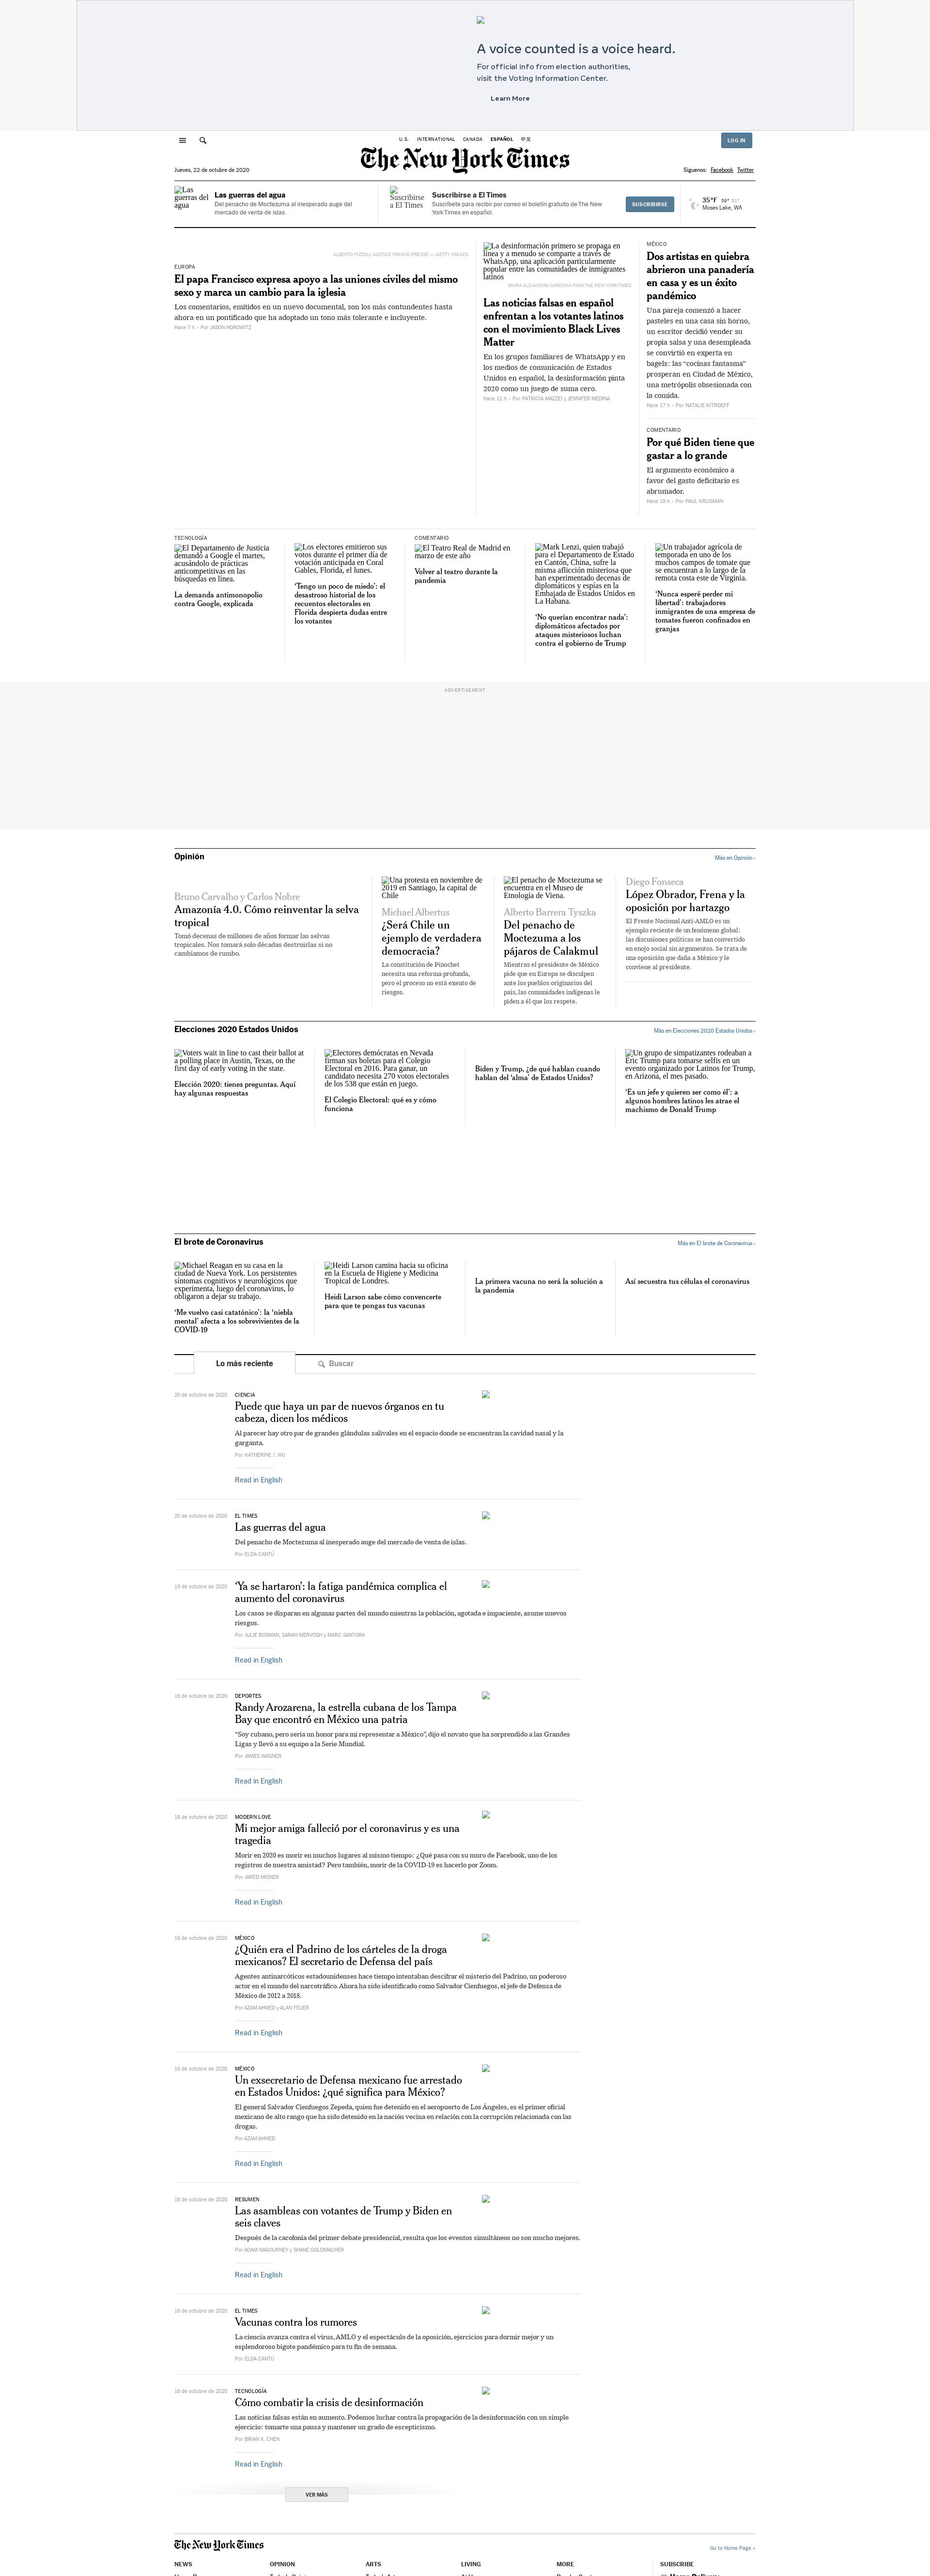 A voice counted is a voice heard.
For official info from election authorities,
visit the Voting Information Center.
Learn More
U.S.
INTERNATIONAL
CANADA
ESPAÑOL
中文
LOG IN
The New York Times
Jueves, 22 de octubre de 2020
Síguenos: Facebook Twitter
Las guerras del agua
Las guerras del agua
Del penacho de Moctezuma al inesperado auge del
mercado de venta de islas.
Suscribirse a El Times
Suscribirse a El Times
Suscríbete para recibir por correo el boletín gratuito de The New
York Times en español.
SUSCRIBIRSE
35°F 59° 31°
Moses Lake, WA
ALBERTO PIZZOLI/AGENCE FRANCE-PRESSE — GETTY IMAGES
EUROPA
El papa Francisco expresa apoyo a las uniones civiles del mismo
sexo y marca un cambio para la iglesia
Los comentarios, emitidos en un nuevo documental, son los más contundentes hasta
ahora en un pontificado que ha adoptado un tono más tolerante e incluyente.
Hace 7 h - Por JASON HOROWITZ
La desinformación primero se propaga en
línea y a menudo se comparte a través de
WhatsApp, una aplicación particularmente
popular entre las comunidades de inmigrantes
latinos
MARIA ALEJANDRA CARDONA PARA THE NEW YORK TIMES
Las noticias falsas en español
enfrentan a los votantes latinos
con el movimiento Black Lives
Matter
En los grupos familiares de WhatsApp y en
los medios de comunicación de Estados
Unidos en español, la desinformación pinta
2020 como un juego de suma cero.
Hace 11 h - Por PATRICIA MAZZEI y JENNIFER MEDINA
MÉXICO
Dos artistas en quiebra
abrieron una panadería
en casa y es un éxito
pandémico
Una pareja comenzó a hacer
pasteles en una casa sin horno,
un escritor decidió vender su
propia salsa y una desempleada
se convirtió en experta en
bagels: las “cocinas fantasma”
prosperan en Ciudad de México,
una metrópolis obsesionada con
la comida.
Hace 17 h - Por NATALIE KITROEFF
COMENTARIO
Por qué Biden tiene que
gastar a lo grande
El argumento económico a
favor del gasto deficitario es
abrumador.
Hace 19 h - Por PAUL KRUGMAN
TECNOLOGÍA
El Departamento de Justicia
demandó a Google el martes,
acusándolo de prácticas
anticompetitivas en las
búsquedas en línea.
La demanda antimonopolio
contra Google, explicada
Los electores emitieron sus
votos durante el primer día de
votación anticipada en Coral
Gables, Florida, el lunes.
‘Tengo un poco de miedo’: el
desastroso historial de los
recuentos electorales en
Florida despierta dudas entre
los votantes
COMENTARIO
El Teatro Real de Madrid en
marzo de este año
Volver al teatro durante la
pandemia
Mark Lenzi, quien trabajó
para el Departamento de Estado
en Cantón, China, sufre la
misma aflicción misteriosa que
han experimentado decenas de
diplomáticos y espías en la
Embajada de Estados Unidos en
La Habana.
‘No querían encontrar nada’:
diplomáticos afectados por
ataques misteriosos luchan
contra el gobierno de Trump
Un trabajador agrícola de
temporada en uno de los
muchos campos de tomate que
se encuentran a lo largo de la
remota costa este de Virginia.
‘Nunca esperé perder mi
libertad’: trabajadores
inmigrantes de una empresa de
tomates fueron confinados en
granjas
ADVERTISEMENT
Opinión
Más en Opinión ›
Bruno Carvalho y Carlos Nobre
Amazonía 4.0. Cómo reinventar la selva
tropical
Tomó decenas de millones de años formar las selvas
tropicales. Nos tomará solo décadas destruirlas si no
cambiamos de rumbo.
Una protesta en noviembre de
2019 en Santiago, la capital de
Chile
Michael Albertus
¿Será Chile un
ejemplo de verdadera
democracia?
La constitución de Pinochet
necesita una reforma profunda,
pero el proceso no está exento de
riesgos.
El penacho de Moctezuma se
encuentra en el Museo de
Etnología de Viena.
Alberto Barrera Tyszka
Del penacho de
Moctezuma a los
pájaros de Calakmul
Mientras el presidente de México
pide que en Europa se disculpen
ante los pueblos originarios del
país, las comunidades indígenas le
piden a él que los respete.
Diego Fonseca
López Obrador, Frena y la
oposición por hartazgo
El Frente Nacional Anti-AMLO es un
ejemplo reciente de un fenómeno global:
las discusiones políticas se han convertido
en enojo social sin argumentos. Se trata de
una oposición que daña a México y le
conviene al presidente.
Elecciones 2020 Estados Unidos
Más en Elecciones 2020 Estados Unidos ›
Voters wait in line to cast their ballot at
a polling place in Austin, Texas, on the
first day of early voting in the state.
Elección 2020: tienes preguntas. Aquí
hay algunas respuestas
Electores demócratas en Nevada
firman sus boletas para el Colegio
Electoral en 2016. Para ganar, un
candidato necesita 270 votos electorales
de los 538 que están en juego.
El Colegio Electoral: qué es y cómo
funciona
Biden y Trump, ¿de qué hablan cuando
hablan del ‘alma’ de Estados Unidos?
Un grupo de simpatizantes rodeaban a
Eric Trump para tomarse selfis en un
evento organizado por Latinos for Trump,
en Arizona, el mes pasado.
‘Es un jefe y quieren ser como él’: a
algunos hombres latinos les atrae el
machismo de Donald Trump
El brote de Coronavirus
Más en El brote de Coronavirus ›
Michael Reagan en su casa en la
ciudad de Nueva York. Los persistentes
síntomas cognitivos y neurológicos que
experimenta, luego del coronavirus, lo
obligaron a dejar su trabajo.
‘Me vuelvo casi catatónico’: la ‘niebla
mental’ afecta a los sobrevivientes de la
COVID-19
Heidi Larson camina hacia su oficina
en la Escuela de Higiene y Medicina
Tropical de Londres.
Heidi Larson sabe cómo convencerte
para que te pongas tus vacunas
La primera vacuna no será la solución a
la pandemia
Así secuestra tus células el coronavirus
Lo más reciente
Buscar
20 de octubre de 2020
CIENCIA
Puede que haya un par de nuevos órganos en tu
cabeza, dicen los médicos
Al parecer hay otro par de grandes glándulas salivales en el espacio donde se encuentran la cavidad nasal y la
garganta.
Por KATHERINE J. WU
Read in English
20 de octubre de 2020
EL TIMES
Las guerras del agua
Del penacho de Moctezuma al inesperado auge del mercado de venta de islas.
Por ELDA CANTÚ
19 de octubre de 2020
‘Ya se hartaron’: la fatiga pandémica complica el
aumento del coronavirus
Los casos se disparan en algunas partes del mundo mientras la población, agotada e impaciente, asume nuevos
riesgos.
Por JULIE BOSMAN, SARAH MERVOSH y MARC SANTORA
Read in English
19 de octubre de 2020
DEPORTES
Randy Arozarena, la estrella cubana de los Tampa
Bay que encontró en México una patria
“Soy cubano, pero sería un honor para mí representar a México”, dijo el novato que ha sorprendido a las Grandes
Ligas y llevó a su equipo a la Serie Mundial.
Por JAMES WAGNER
Read in English
18 de octubre de 2020
MODERN LOVE
Mi mejor amiga falleció por el coronavirus y es una
tragedia
Morir en 2020 es morir en muchos lugares al mismo tiempo: ¿Qué pasa con su muro de Facebook, uno de los
registros de nuestra amistad? Pero también, morir de la COVID-19 es hacerlo por Zoom.
Por JARED MISNER
Read in English
16 de octubre de 2020
MÉXICO
¿Quién era el Padrino de los cárteles de la droga
mexicanos? El secretario de Defensa del país
Agentes antinarcóticos estadounidenses hace tiempo intentaban descifrar el misterio del Padrino, un poderoso
actor en el mundo del narcotráfico. Ahora ha sido identificado como Salvador Cienfuegos, el jefe de Defensa de
México de 2012 a 2018.
Por AZAM AHMED y ALAN FEUER
Read in English
16 de octubre de 2020
MÉXICO
Un exsecretario de Defensa mexicano fue arrestado
en Estados Unidos: ¿qué significa para México?
El general Salvador Cienfuegos Zepeda, quien fue detenido en el aeropuerto de Los Ángeles, es el primer oficial
mexicano de alto rango que ha sido detenido en la nación vecina en relación con la corrupción relacionada con las
drogas.
Por AZAM AHMED
Read in English
16 de octubre de 2020
RESUMEN
Las asambleas con votantes de Trump y Biden en
seis claves
Después de la cacofonía del primer debate presidencial, resulta que los eventos simultáneos no son mucho mejores.
Por ADAM NAGOURNEY y SHANE GOLDMACHER
Read in English
16 de octubre de 2020
EL TIMES
Vacunas contra los rumores
La ciencia avanza contra el virus, AMLO y el espectáculo de la oposición, ejercicios para dormir mejor y un
esplendoroso bigote pandémico para tu fin de semana.
Por ELDA CANTÚ
16 de octubre de 2020
TECNOLOGÍA
Cómo combatir la crisis de desinformación
Las noticias falsas están en aumento. Podemos luchar contra la propagación de la desinformación con un simple
ejercicio: tomarte una pausa y mantener un grado de escepticismo.
Por BRIAN X. CHEN
Read in English
VER MÁS
The New York Times
Go to Home Page »
NEWS
OPINION
ARTS
LIVING
MORE
SUBSCRIBE